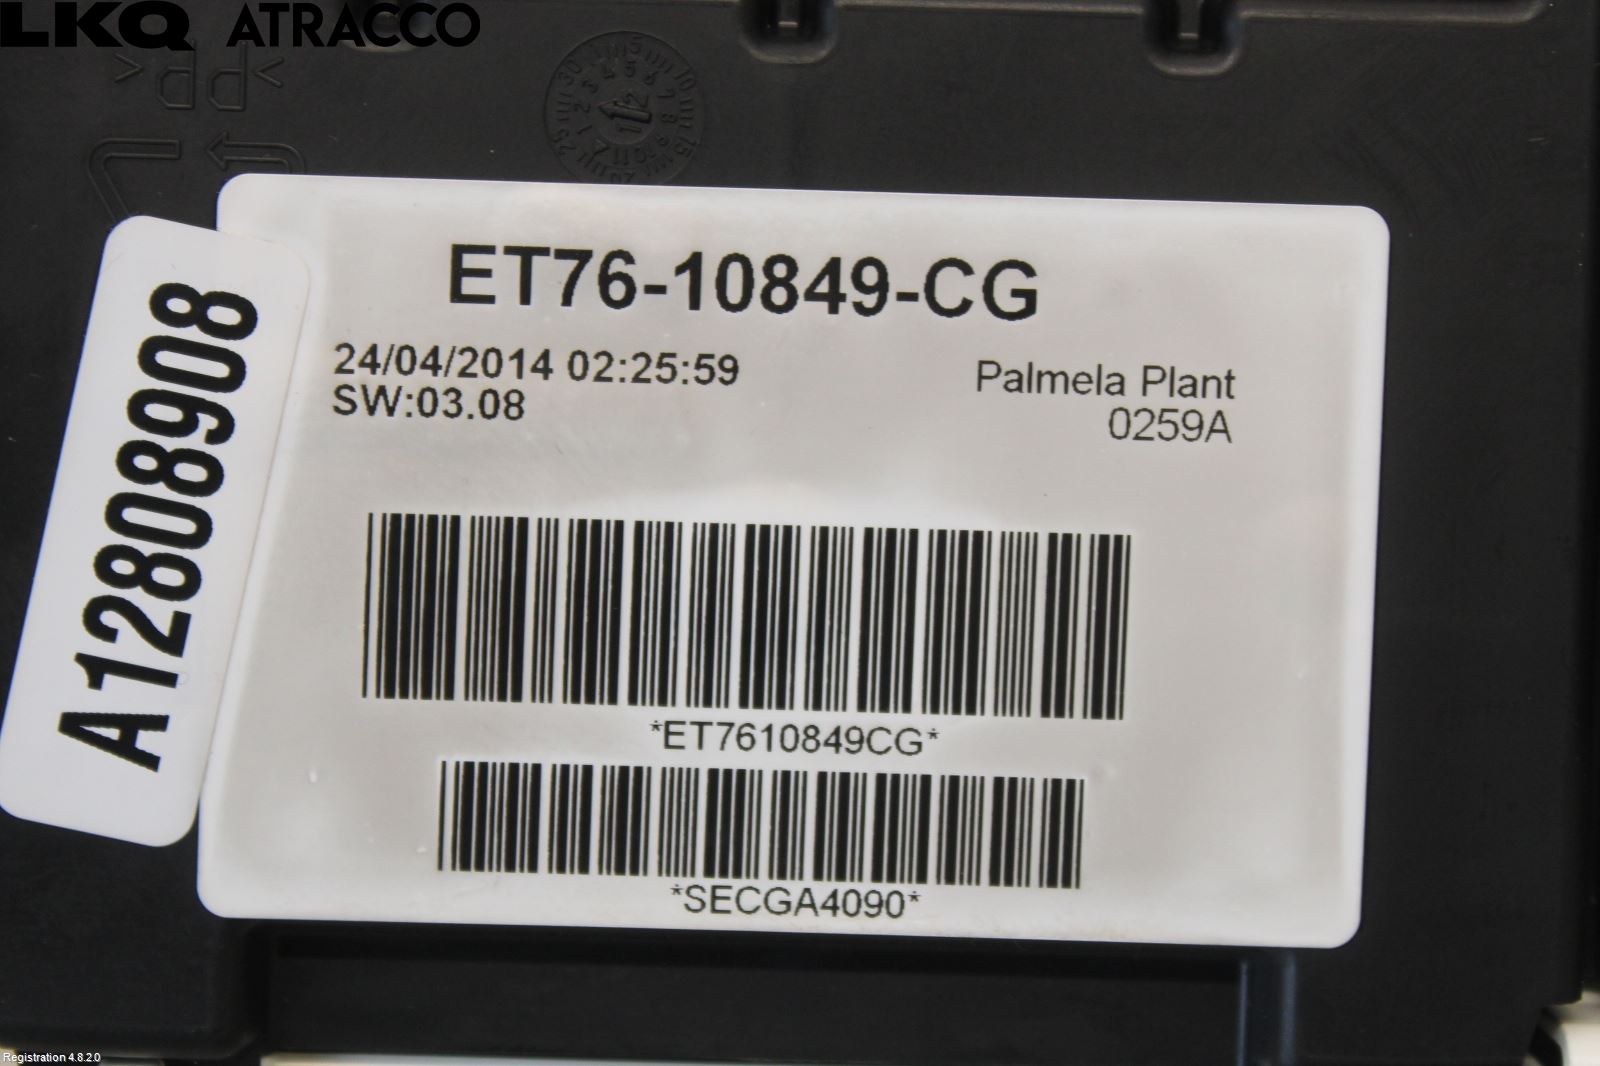 LKQ ATRACCO
>PP<
ET76-10849-CG
24/04/2014 02:25:59
SW:03.08
Palmela Plant
0259A
*ET7610849CG*
*SECGA4090*
A12808908
Registration 4.8.2.0